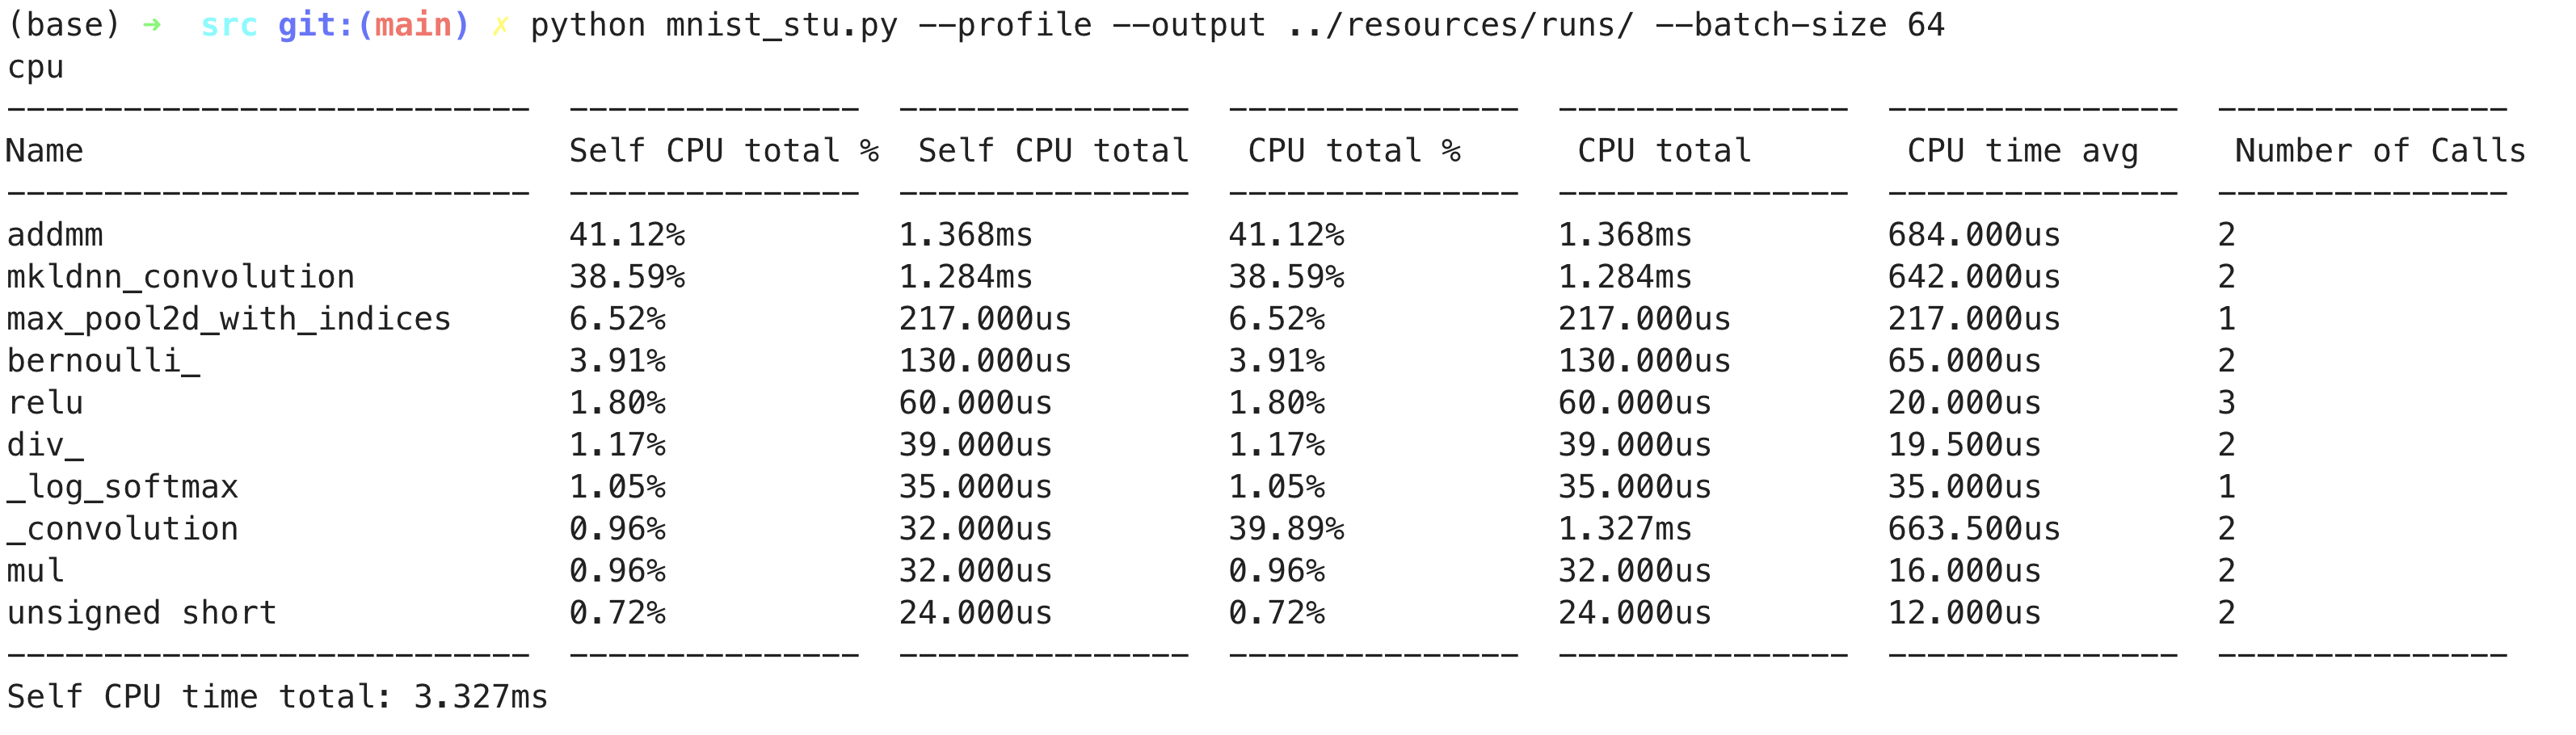 (base) ➜  src git:(main) ✗ python mnist_stu.py --profile --output ../resources/runs/ --batch-size 64
cpu
---------------------------  ---------------  ---------------  ---------------  ---------------  ---------------  ---------------
Name                         Self CPU total %  Self CPU total   CPU total %      CPU total        CPU time avg     Number of Calls
---------------------------  ---------------  ---------------  ---------------  ---------------  ---------------  ---------------
addmm                        41.12%           1.368ms          41.12%           1.368ms          684.000us        2
mkldnn_convolution           38.59%           1.284ms          38.59%           1.284ms          642.000us        2
max_pool2d_with_indices      6.52%            217.000us        6.52%            217.000us        217.000us        1
bernoulli_                   3.91%            130.000us        3.91%            130.000us        65.000us         2
relu                         1.80%            60.000us         1.80%            60.000us         20.000us         3
div_                         1.17%            39.000us         1.17%            39.000us         19.500us         2
_log_softmax                 1.05%            35.000us         1.05%            35.000us         35.000us         1
_convolution                 0.96%            32.000us         39.89%           1.327ms          663.500us        2
mul                          0.96%            32.000us         0.96%            32.000us         16.000us         2
unsigned short               0.72%            24.000us         0.72%            24.000us         12.000us         2
---------------------------  ---------------  ---------------  ---------------  ---------------  ---------------  ---------------
Self CPU time total: 3.327ms